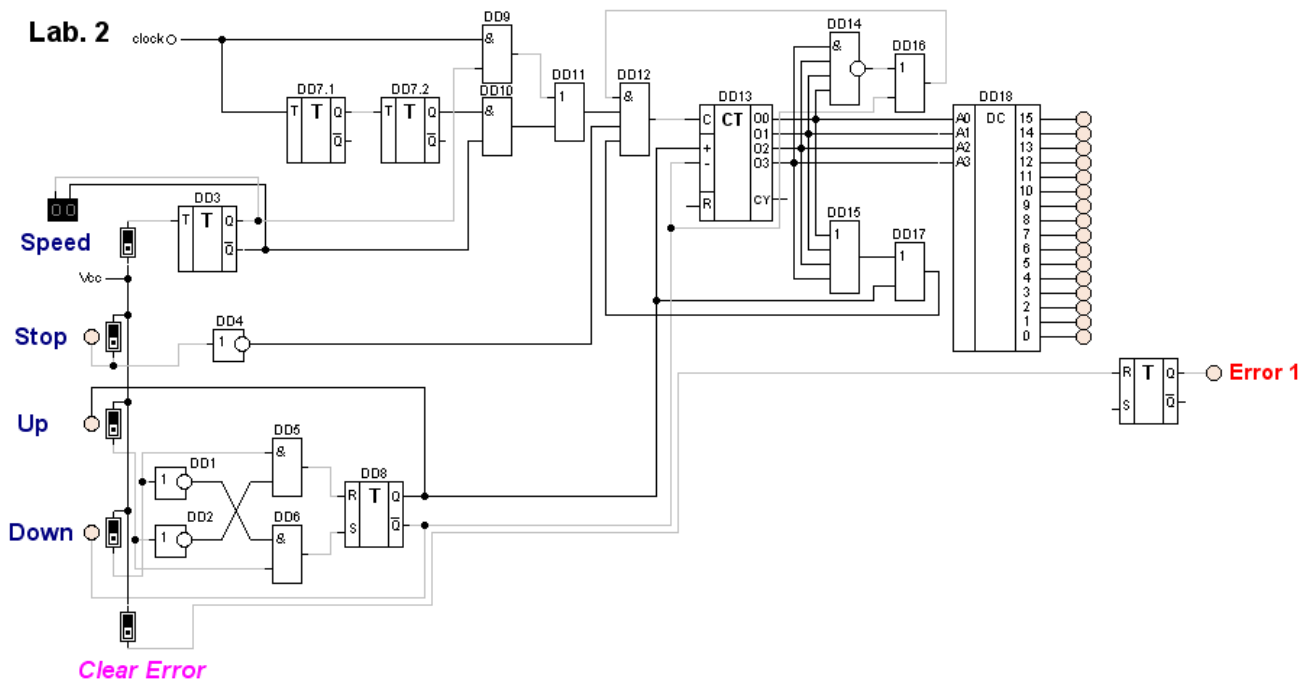 Lab. 2
clock
DD9
&
DD7.1
T T Q
Q
DD7.2
T T Q
Q
DD10
&
DD11
1
DD12
&
DD13
C CT O0
+ O1
- O2
O3
R CY
DD14
&
DD16
1
DD15
1
DD17
1
DD18
DC
A0 15
A1 14
A2 13
A3 12
11
10
9
8
7
6
5
4
3
2
1
0
00
Speed
DD3
T T Q
Q
Vcc
Stop
DD4
1
Up
DD5
&
DD1
1
DD2
1
DD6
&
DD8
R T Q
S Q
Down
R T Q
S Q
Error 1
Clear Error